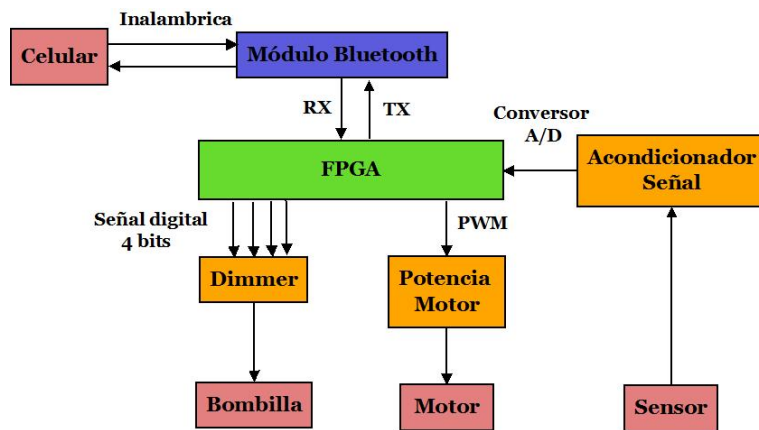 Inalambrica
Celular
Módulo Bluetooth
RX
TX
Conversor
A/D
FPGA
Acondicionador
Señal
Señal digital
4 bits
PWM
Dimmer
Potencia
Motor
Bombilla
Motor
Sensor